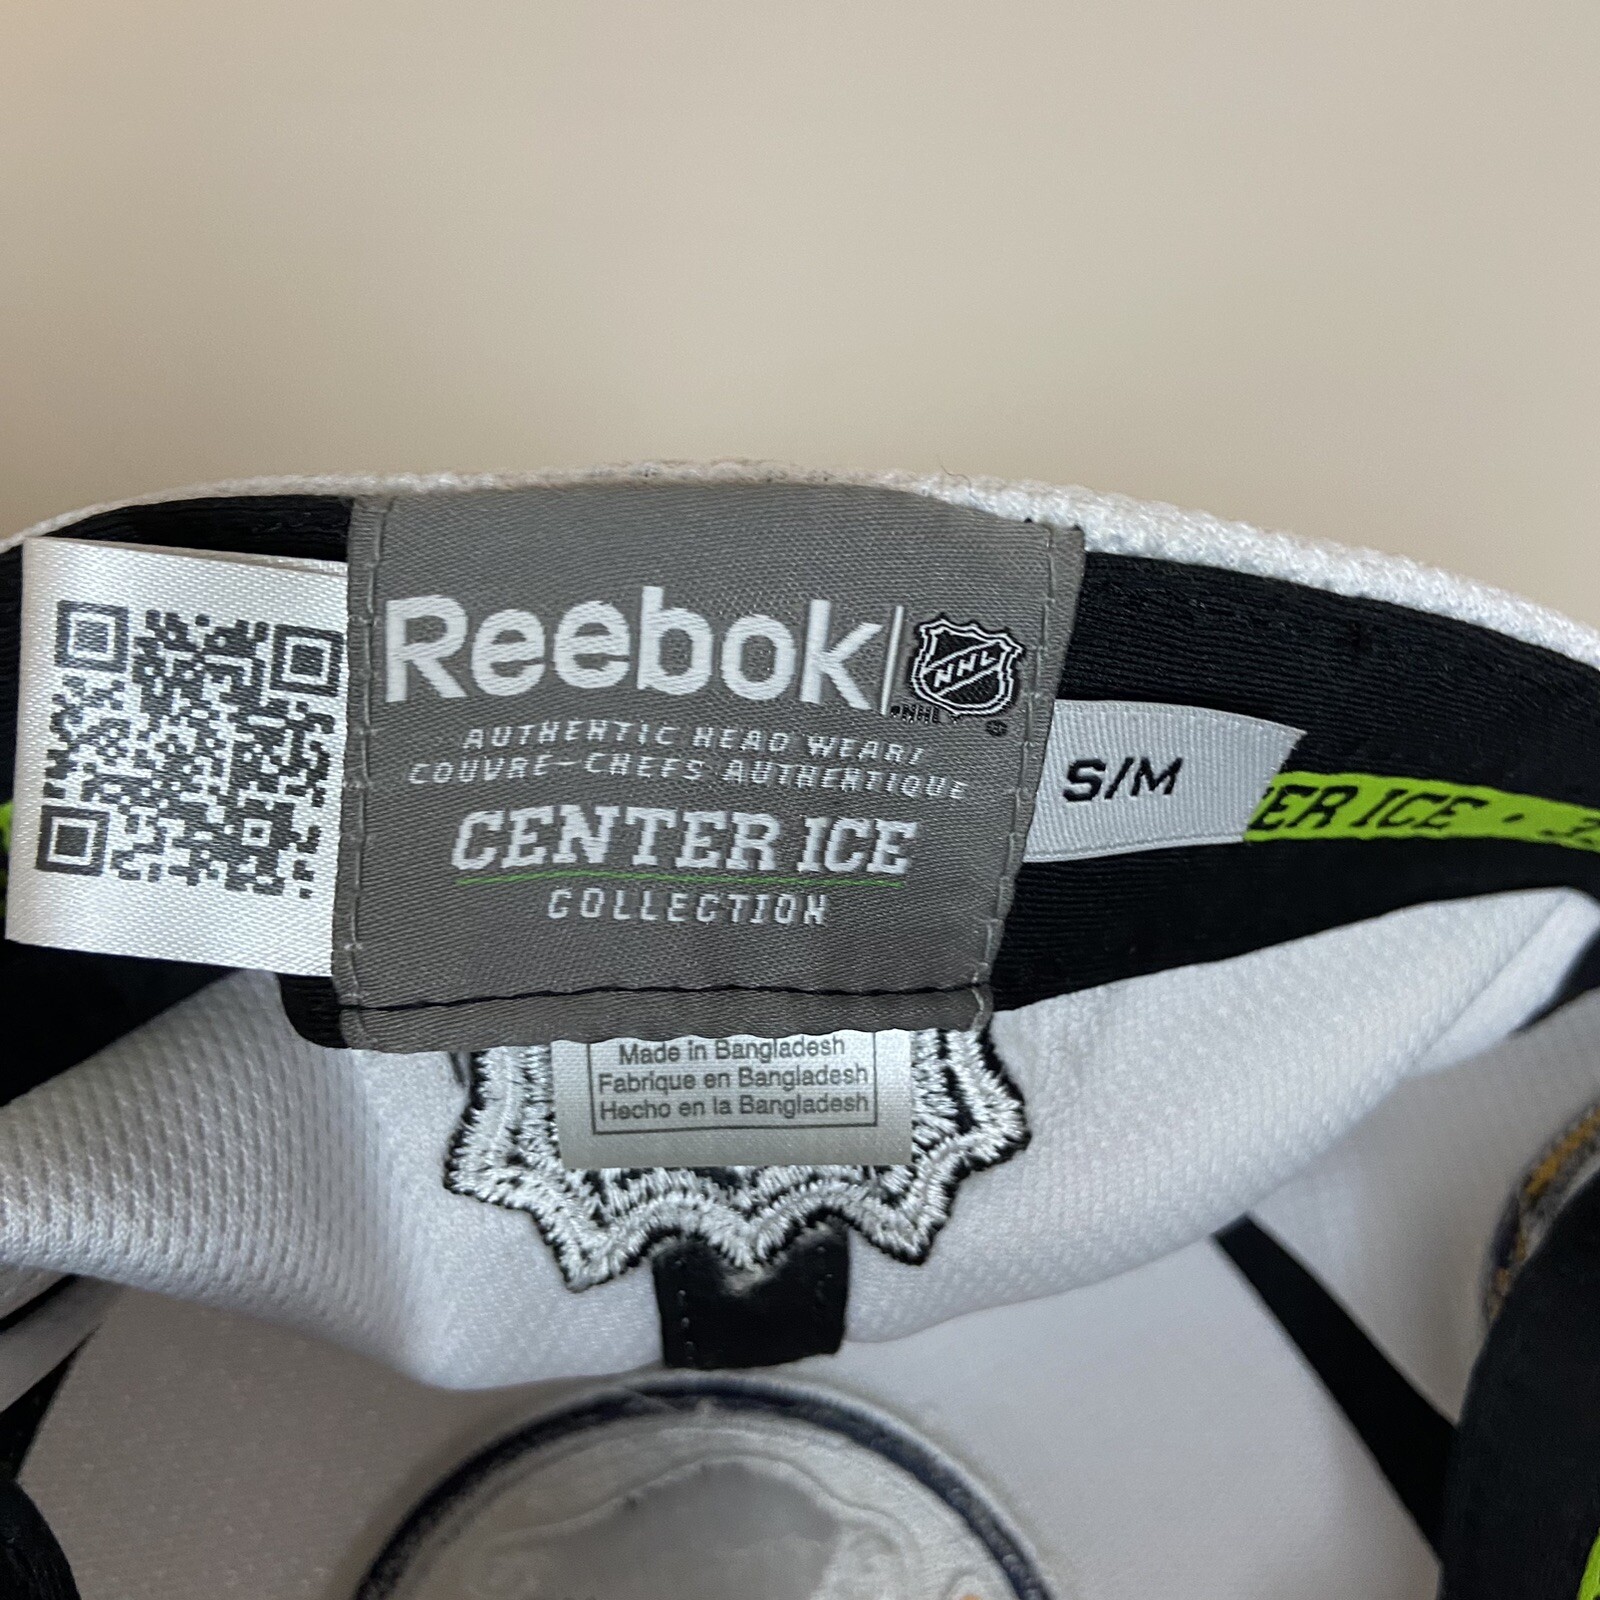 Reebok
NHL
NHL
AUTHENTIC HEAD WEAR/
COUVRE-CHEFS AUTHENTIQUE
CENTER ICE
COLLECTION
S/M
ER ICE •
Made in Bangladesh
Fabrique en Bangladesh
Hecho en la Bangladesh